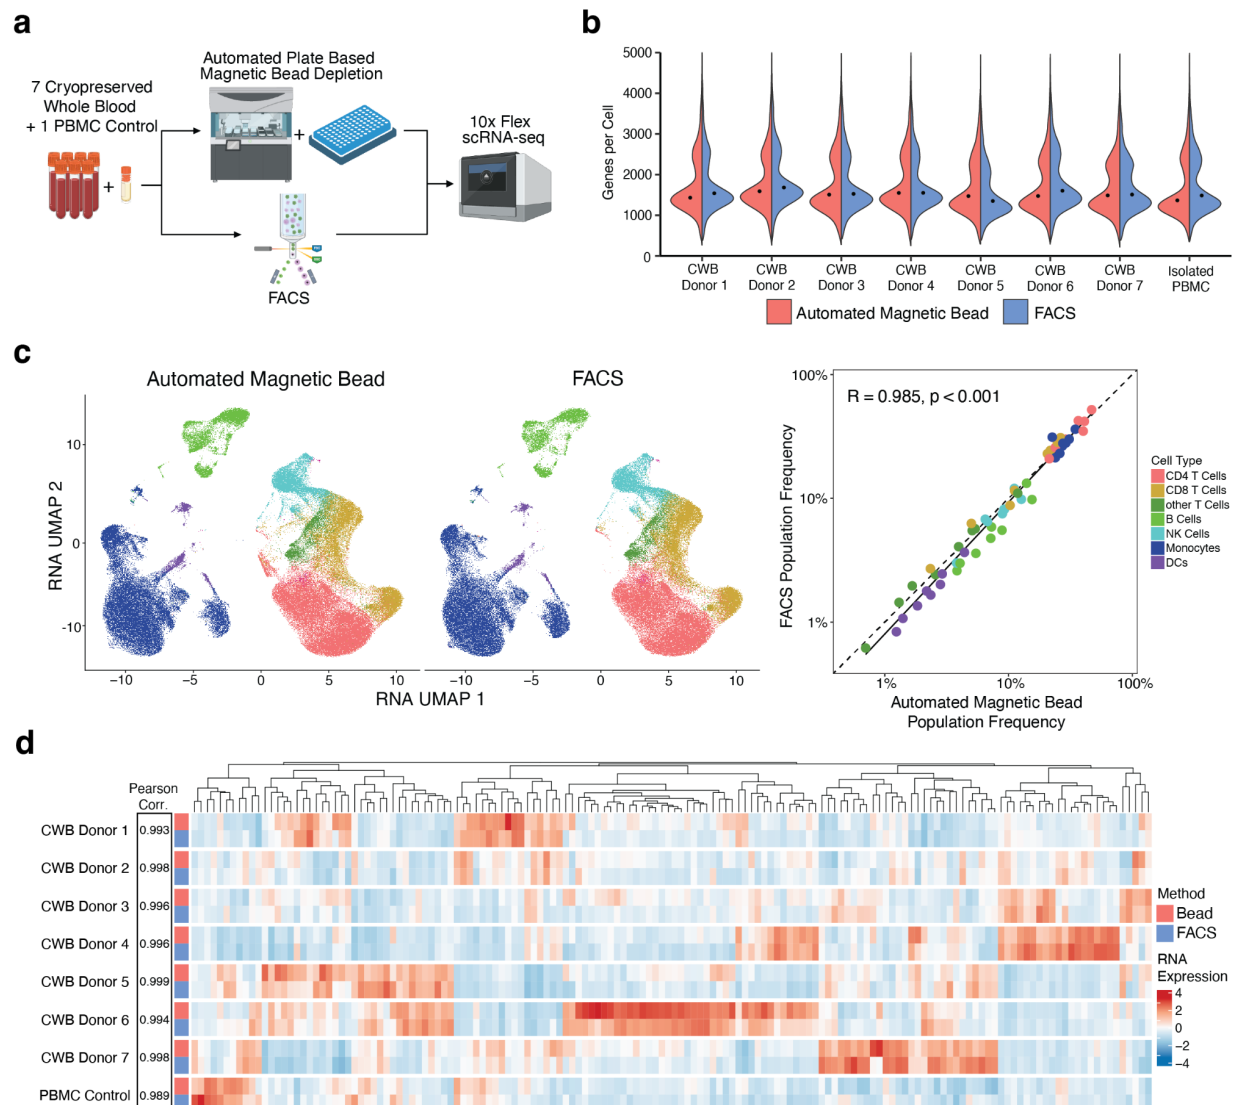 a
7 Cryopreserved
Whole Blood
+ 1 PBMC Control
+
Automated Plate Based
Magnetic Bead Depletion
+
FACS
10x Flex
scRNA-seq
b
Genes per Cell
5000
4000
3000
2000
1000
0
CWB
Donor 1
CWB
Donor 2
CWB
Donor 3
CWB
Donor 4
CWB
Donor 5
CWB
Donor 6
CWB
Donor 7
Isolated
PBMC
Automated Magnetic Bead
FACS
c
Automated Magnetic Bead
FACS
RNA UMAP 2
10
0
-10
−10
−5
0
5
10
−10
−5
0
5
10
RNA UMAP 1
R = 0.985, p < 0.001
FACS Population Frequency
100%
10%
1%
1%
10%
100%
Automated Magnetic Bead
Population Frequency
Cell Type
CD4 T Cells
CD8 T Cells
other T Cells
B Cells
NK Cells
Monocytes
DCs
d
Pearson
Corr.
CWB Donor 1 0.993
CWB Donor 2 0.998
CWB Donor 3 0.996
CWB Donor 4 0.996
CWB Donor 5 0.999
CWB Donor 6 0.994
CWB Donor 7 0.998
PBMC Control 0.989
Method
Bead
FACS
RNA
Expression
4
2
0
−2
−4